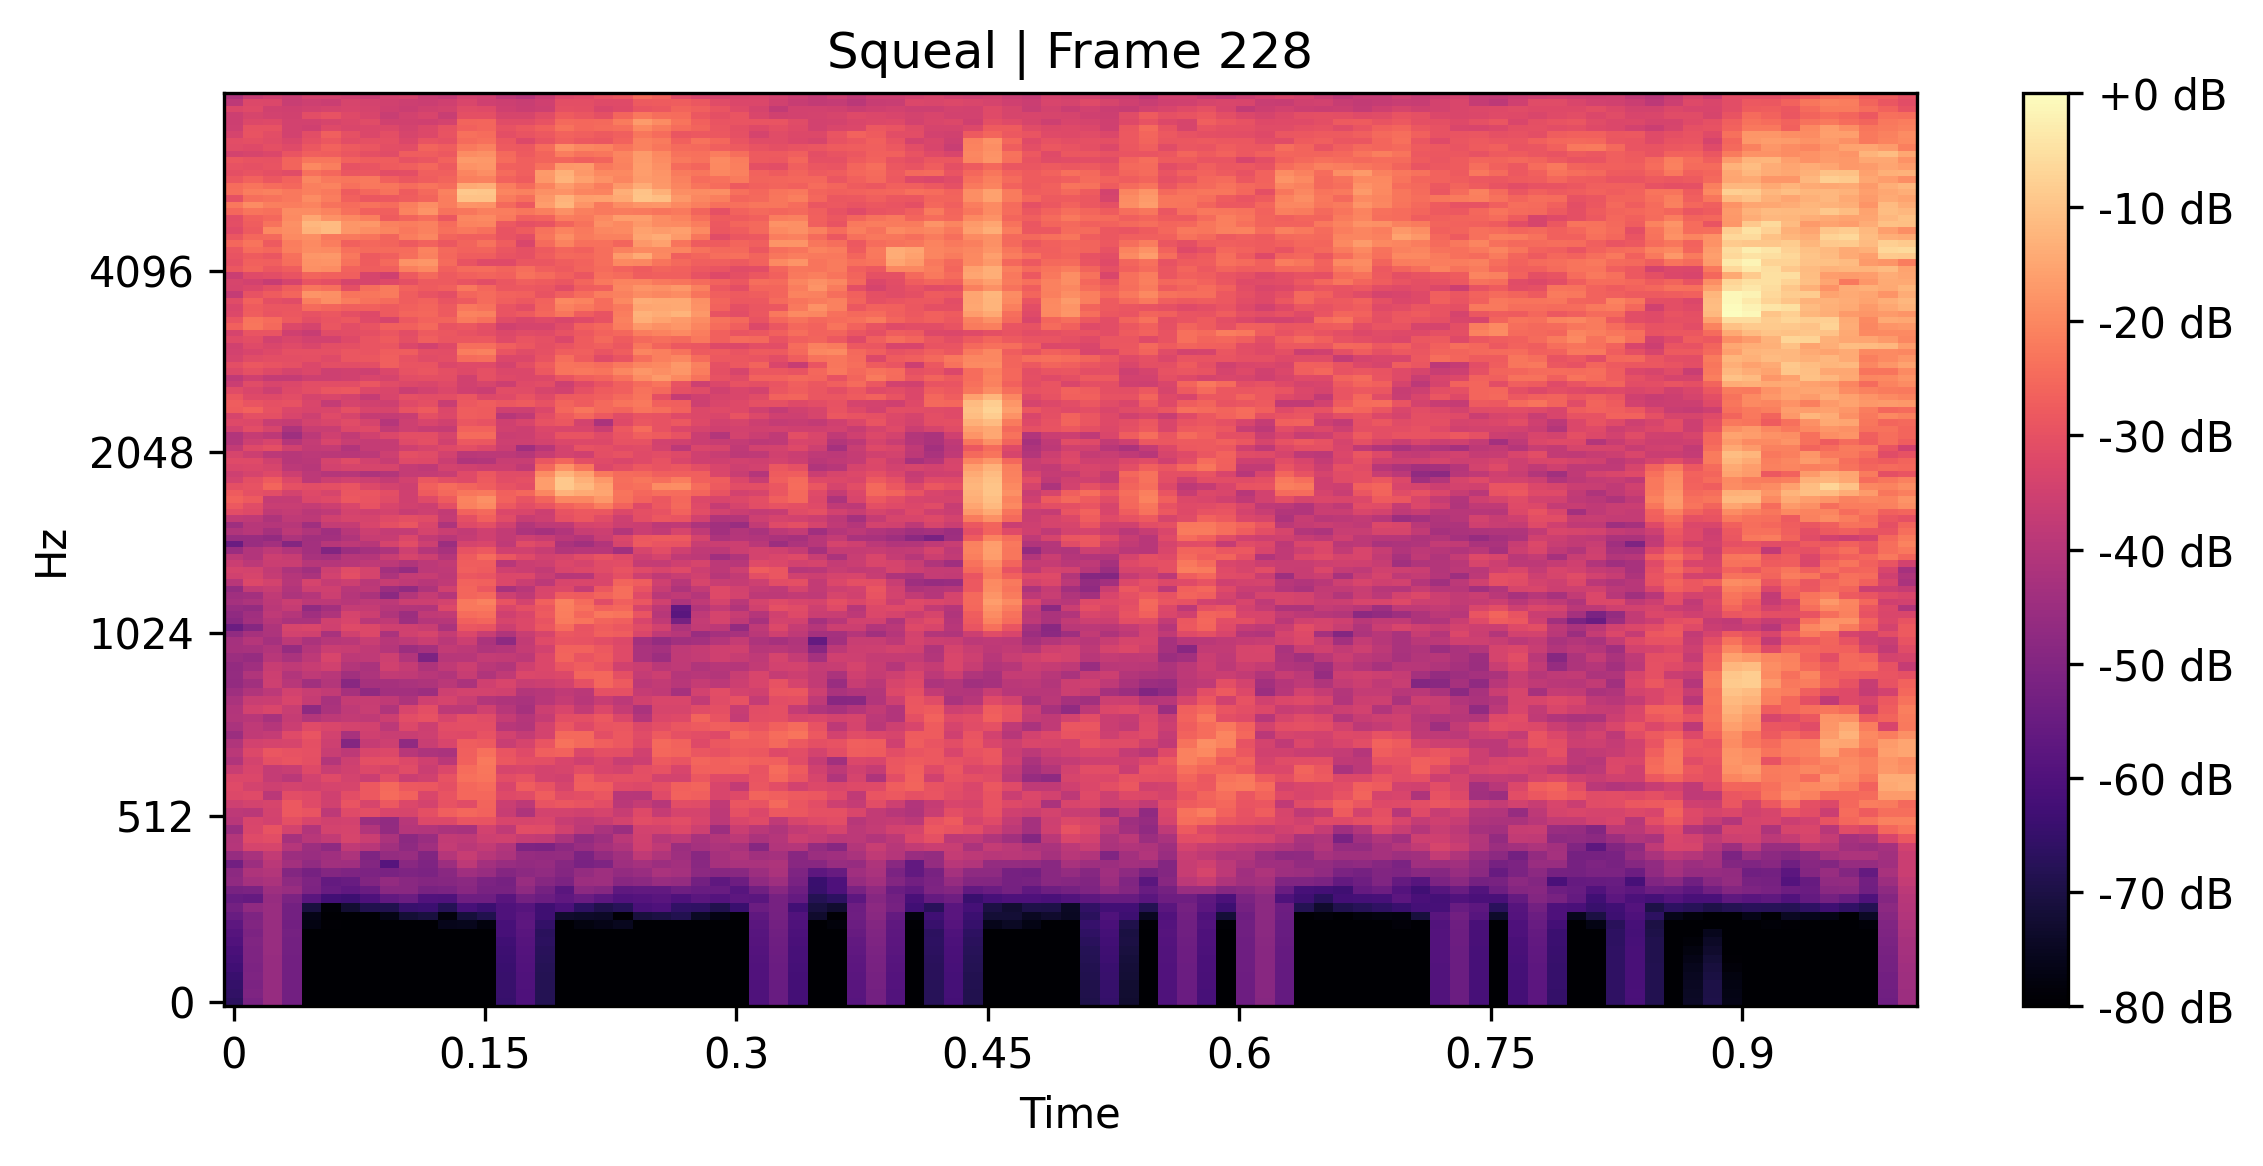 Squeal | Frame 228
+0 dB
-10 dB
-20 dB
-30 dB
-40 dB
-50 dB
-60 dB
-70 dB
-80 dB
Hz
4096
2048
1024
512
0
0 0.15 0.3 0.45 0.6 0.75 0.9
Time